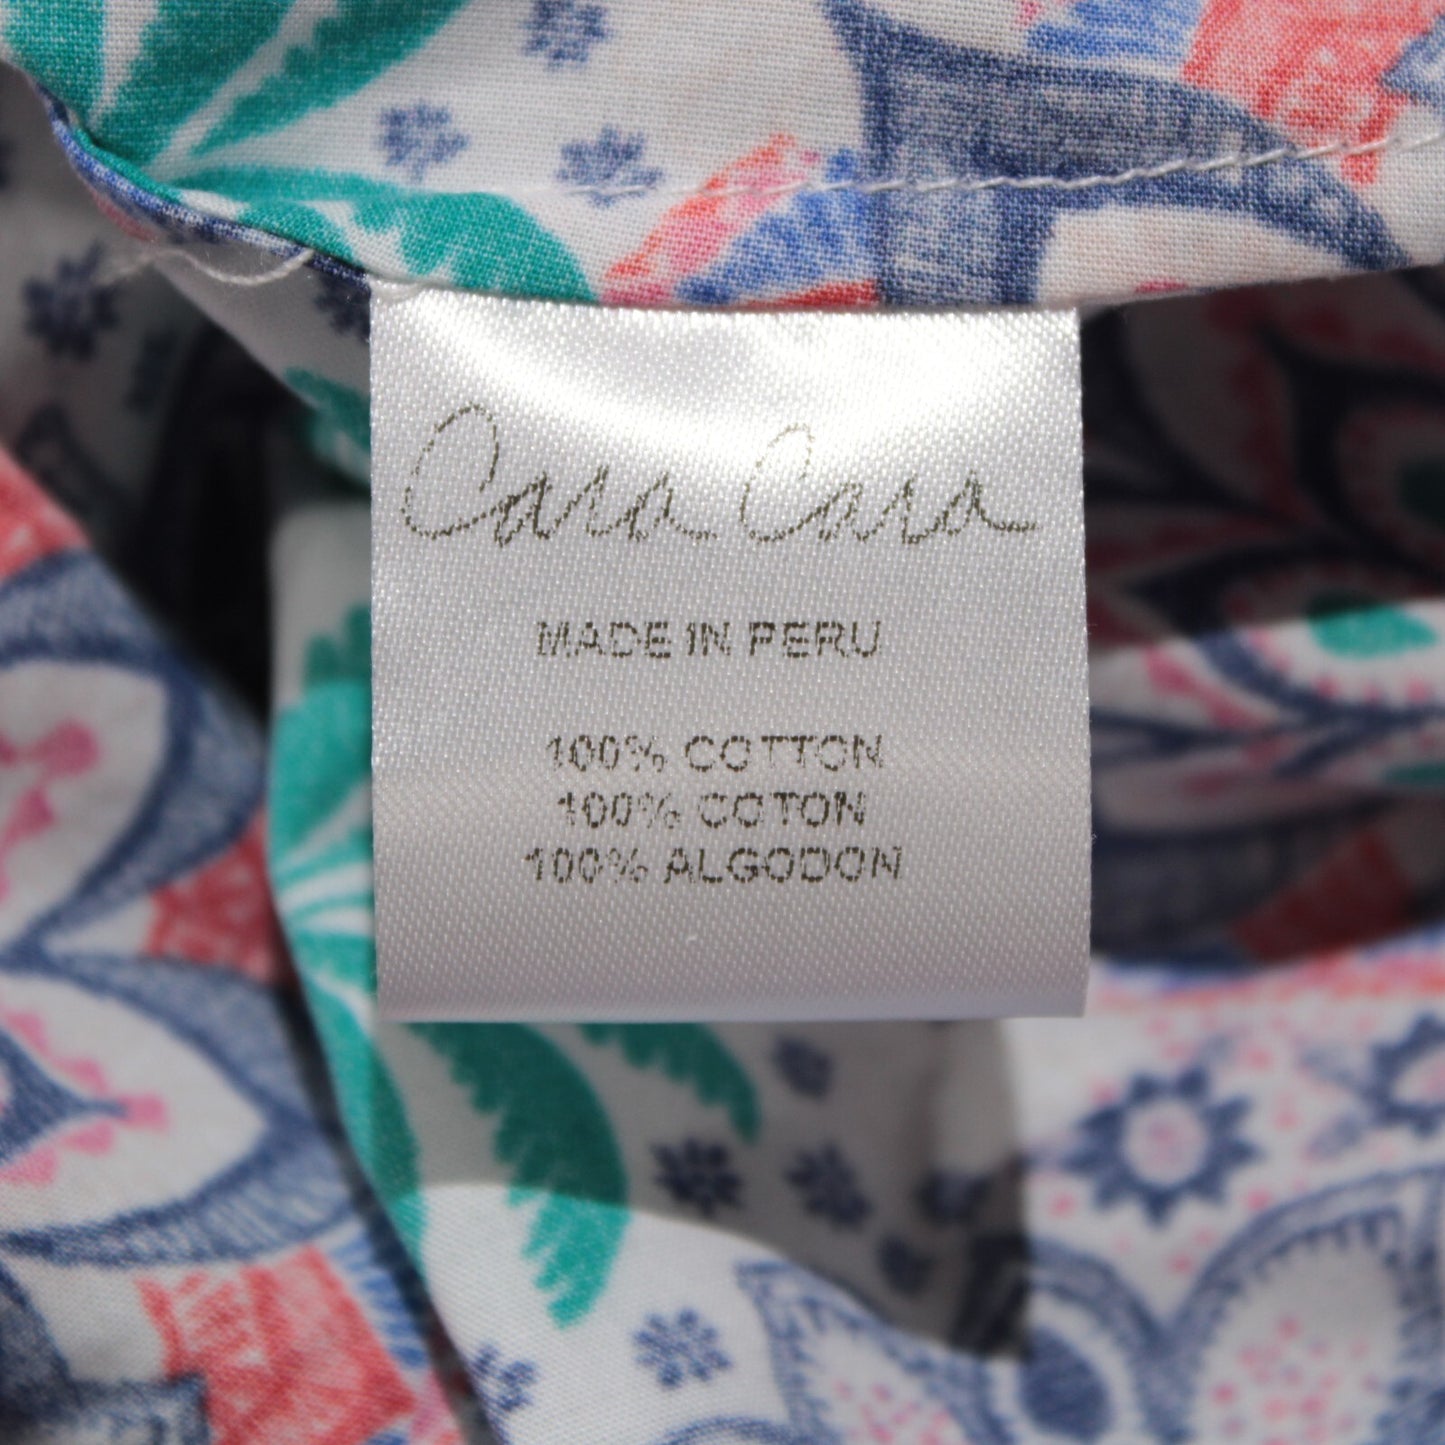 Cara Cara
MADE IN PERU
100% COTTON
100% COTON
100% ALGODON